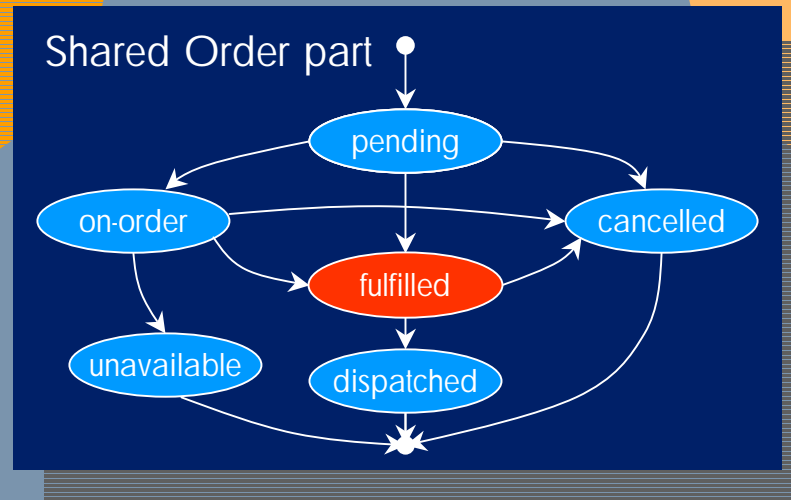 Shared Order part
pending
on-order
cancelled
fulfilled
unavailable
dispatched